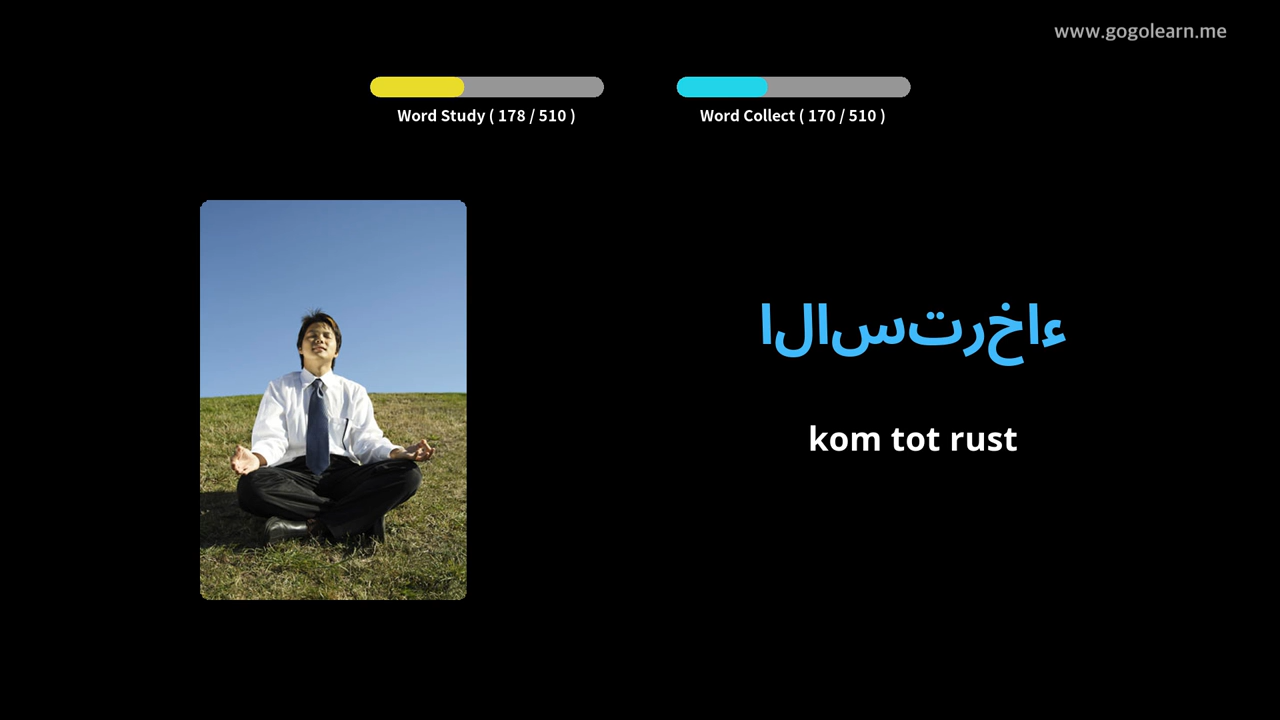 www.gogolearn.me
Word Study ( 178 / 510 )
Word Collect ( 170 / 510 )
الاسترخاء
kom tot rust